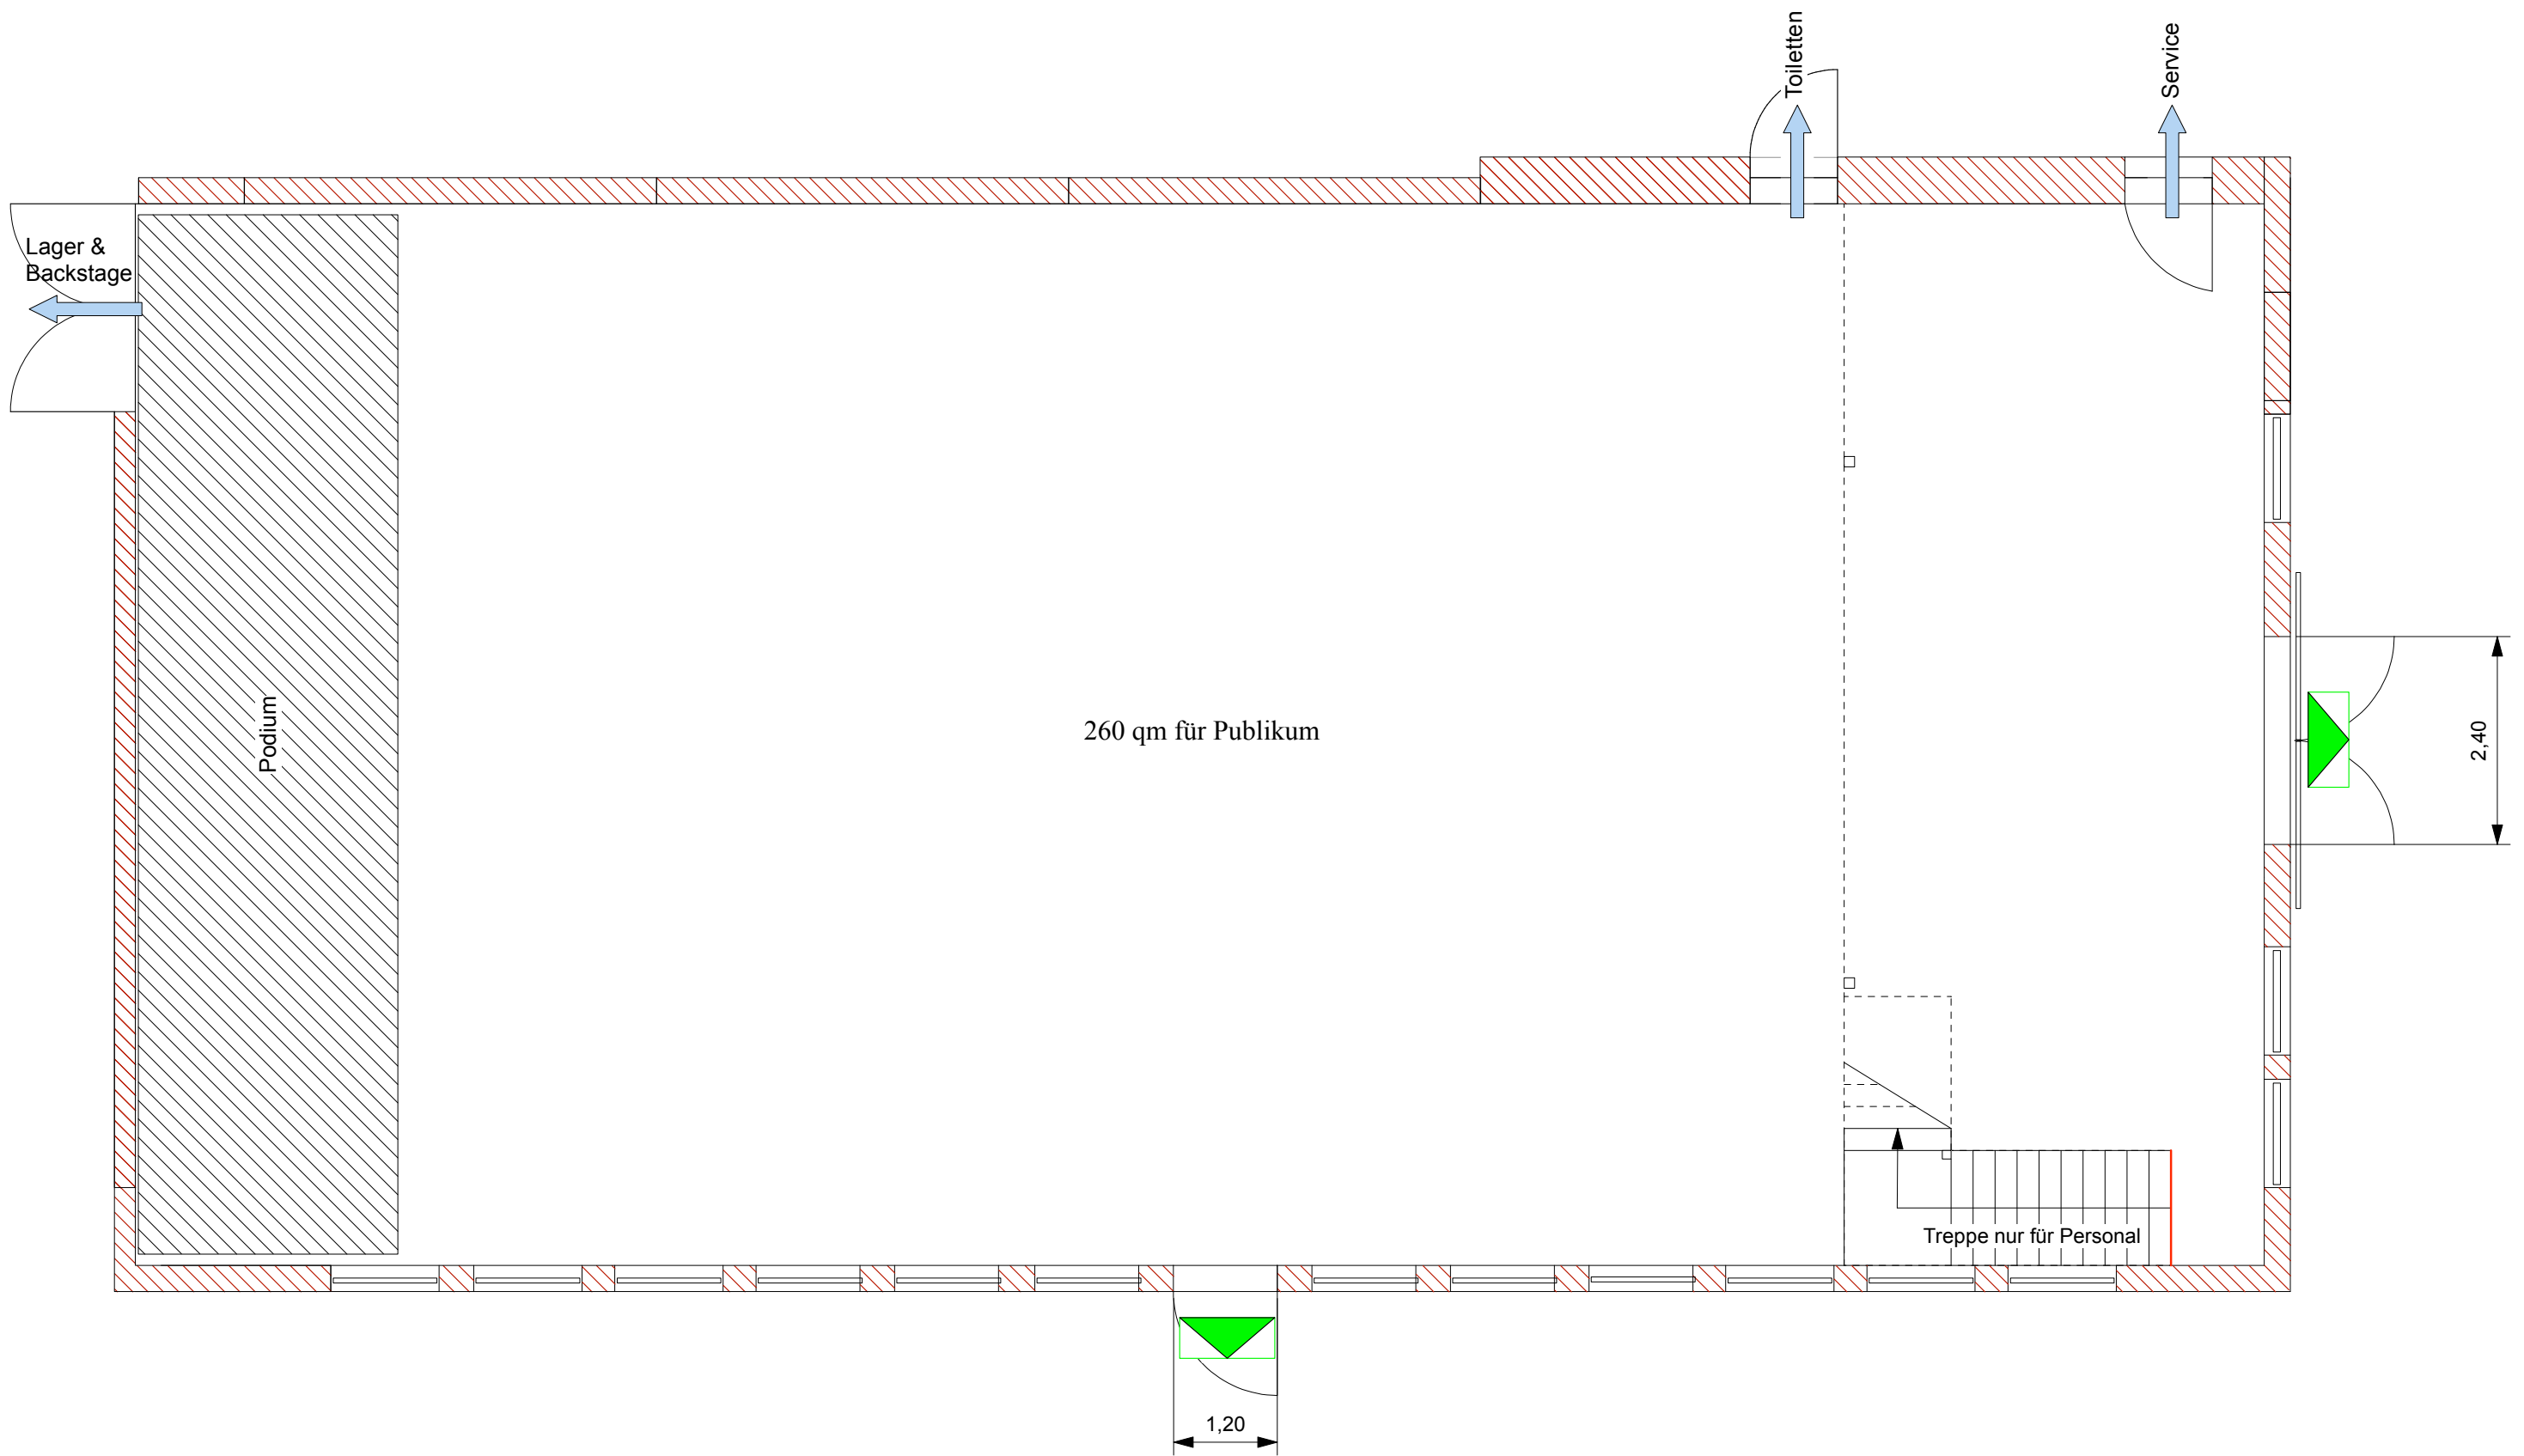 Toiletten
Service
Lager &
Backstage
Podium
260 qm für Publikum
2,40
Treppe nur für Personal
1,20